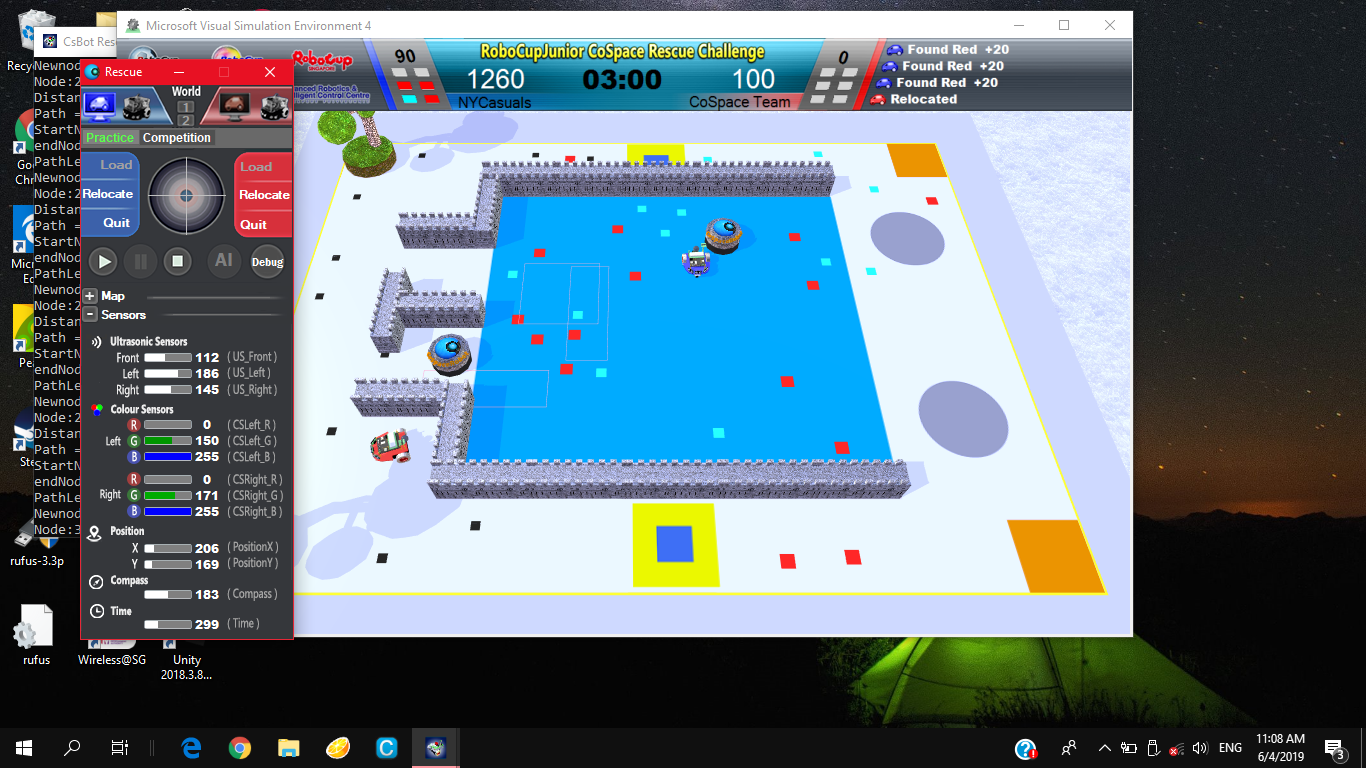 Microsoft Visual Simulation Environment 4
CsBot Res
RoboCup
SINGAPORE
90
RoboCupJunior CoSpace Rescue Challenge
0
1260
03:00
100
NYCasuals
CoSpace Team
Found Red +20
Found Red +20
Found Red +20
Relocated
Newnod
Node:2
Distan
Path =
StartN
endNod
PathLe
Newnod
Node:2
Distan
Path =
StartN
endNod
PathLe
Newnod
Node:2
Distan
Path =
StartN
endNod
PathLe
Newnod
Node:2
Distan
Path =
StartN
endNod
PathLe
Newnod
Node:3
Rescue
World
1
2
Practice Competition
Load
Relocate
Quit
Load
Relocate
Quit
AI
Debug
Map
Sensors
Ultrasonic Sensors
Front 112 ( US_Front )
Left 186 ( US_Left )
Right 145 ( US_Right )
Colour Sensors
R 0 ( CSLeft_R )
Left G 150 ( CSLeft_G )
B 255 ( CSLeft_B )
R 0 ( CSRight_R )
Right G 171 ( CSRight_G )
B 255 ( CSRight_B )
Position
X 206 ( PositionX )
Y 169 ( PositionY )
Compass
183 ( Compass )
Time
299 ( Time )
rufus-3.3p
rufus
Wireless@SG
Unity
2018.3.8...
ENG
11:08 AM
6/4/2019
3